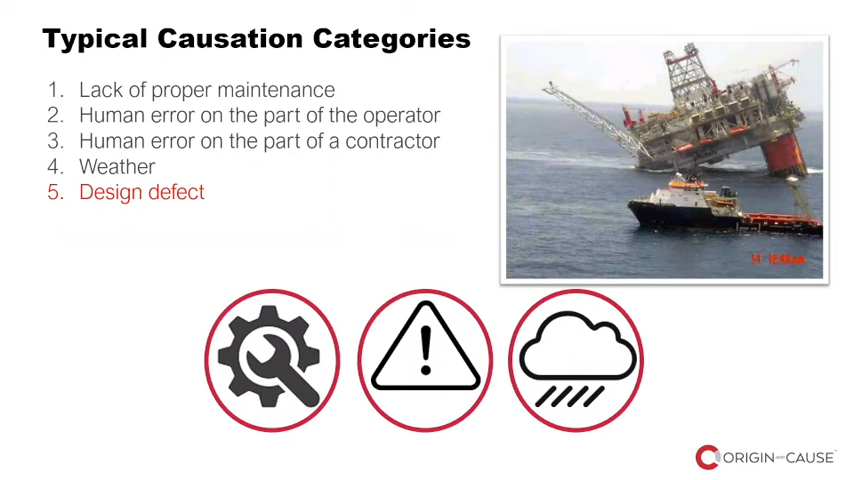 Typical Causation Categories
1. Lack of proper maintenance
2. Human error on the part of the operator
3. Human error on the part of a contractor
4. Weather
5. Design defect
ORIGIN AND CAUSE